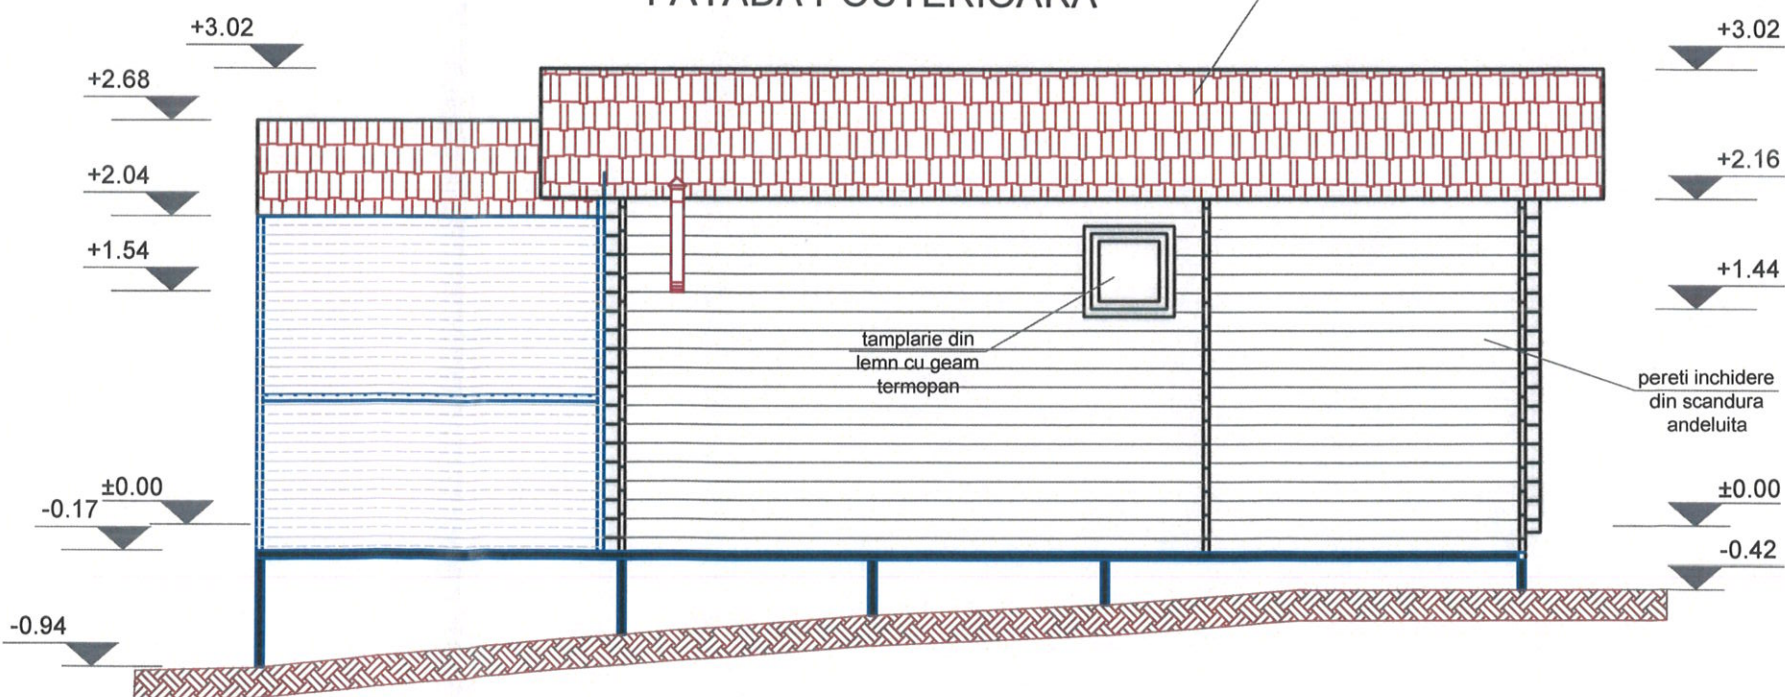 +3.02
+2.68
+2.04
+1.54
±0.00
-0.17
-0.94
tamplarie din
lemn cu geam
termopan
+3.02
+2.16
+1.44
pereti inchidere
din scandura
andeluita
±0.00
-0.42